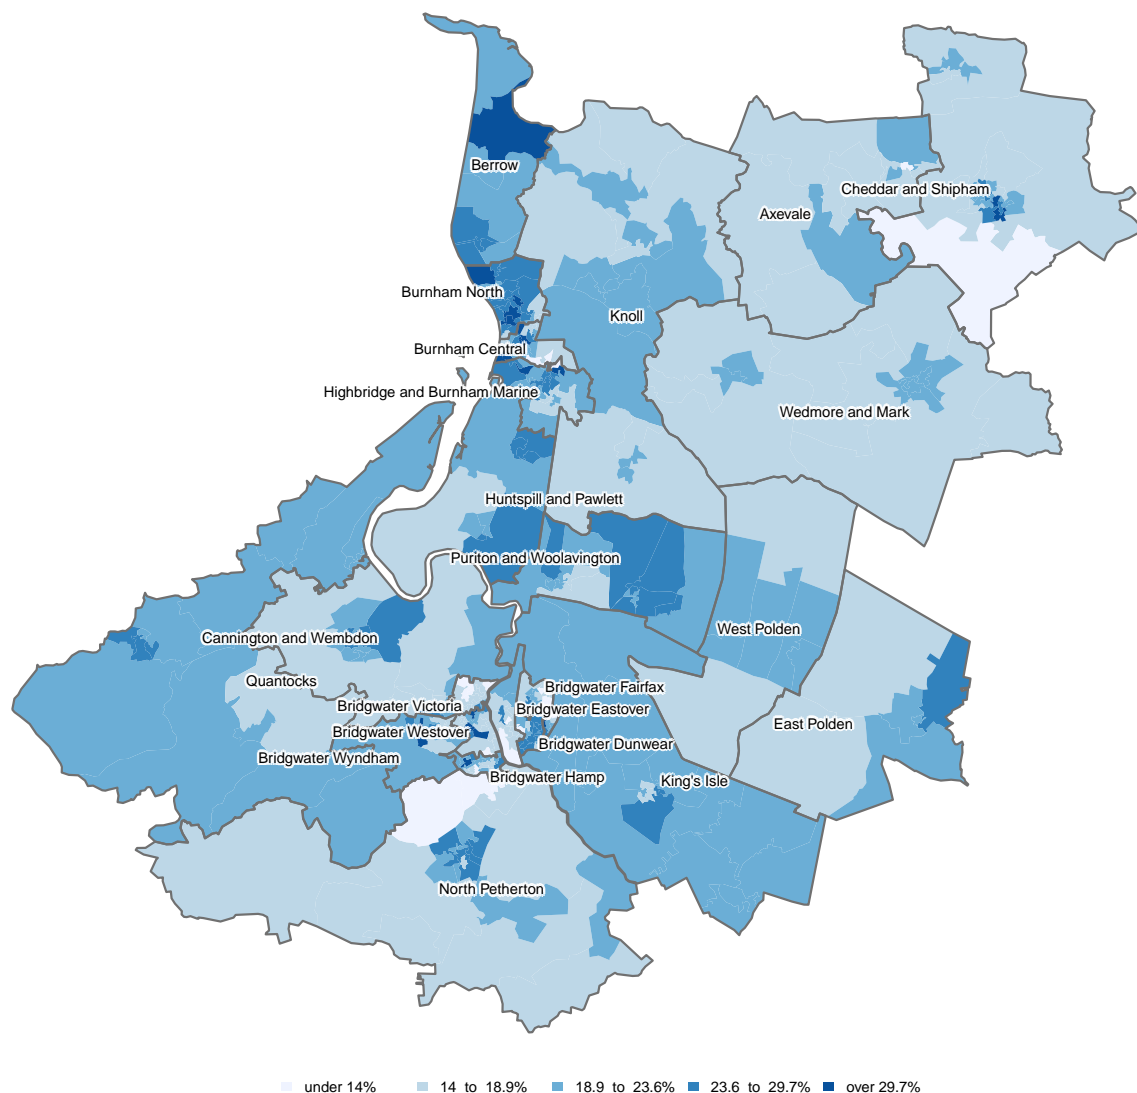 Berrow
Cheddar and Shipham
Axevale
Burnham North
Knoll
Burnham Central
Highbridge and Burnham Marine
Wedmore and Mark
Huntspill and Pawlett
Puriton and Woolavington
West Polden
Cannington and Wembdon
Quantocks
Bridgwater Fairfax
Bridgwater Victoria
Bridgwater Eastover
East Polden
Bridgwater Westover
Bridgwater Dunwear
Bridgwater Wyndham
Bridgwater Hamp
King's Isle
North Petherton
under 14% 14 to 18.9% 18.9 to 23.6% 23.6 to 29.7% over 29.7%